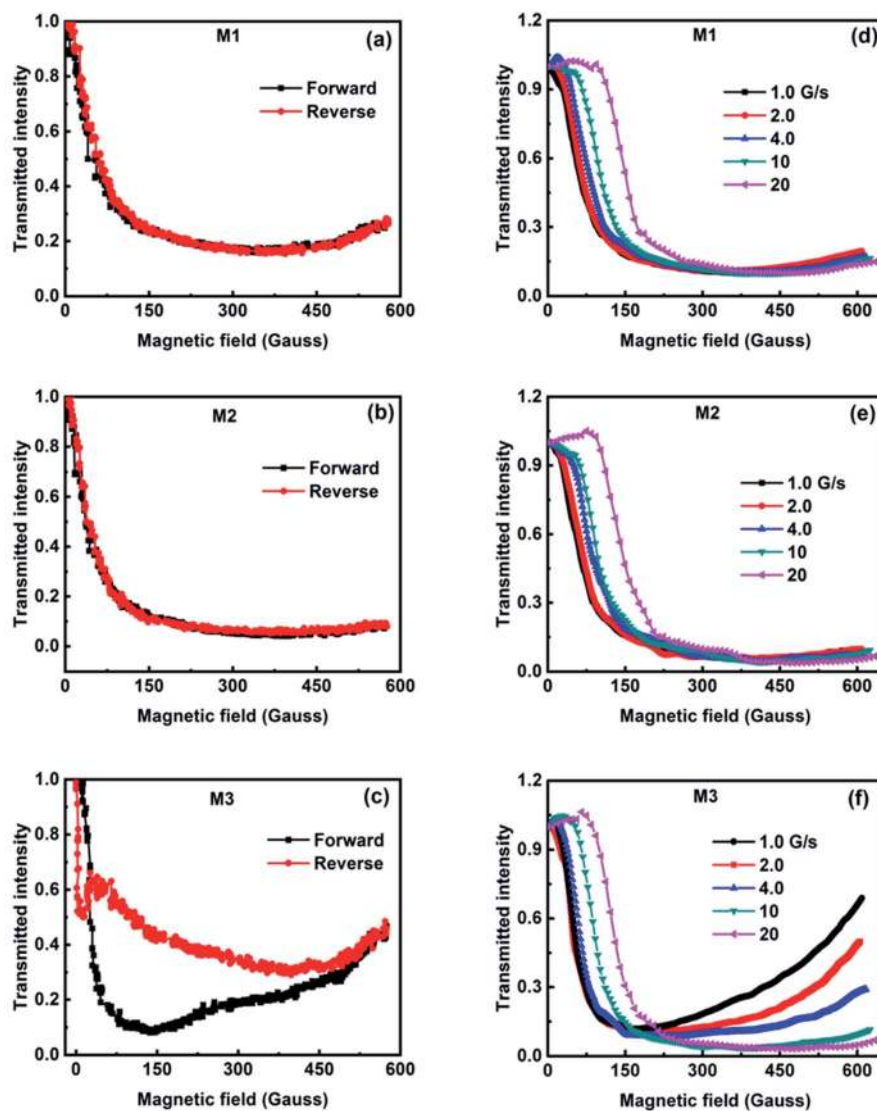 M1
(a)
Forward
Reverse
Transmitted intensity
1.0
0.8
0.6
0.4
0.2
0.0
0 150 300 450 600
Magnetic field (Gauss)
M1
(d)
1.0 G/s
2.0
4.0
10
20
Transmitted intensity
1.2
0.9
0.6
0.3
0.0
0 150 300 450 600
Magnetic field (Gauss)
M2
(b)
Forward
Reverse
Transmitted intensity
1.0
0.8
0.6
0.4
0.2
0.0
0 150 300 450 600
Magnetic field (Gauss)
M2
(e)
1.0 G/s
2.0
4.0
10
20
Transmitted intensity
1.2
0.9
0.6
0.3
0.0
0 150 300 450 600
Magnetic field (Gauss)
M3
(c)
Forward
Reverse
Transmitted intensity
1.0
0.8
0.6
0.4
0.2
0.0
0 150 300 450 600
Magnetic field (Gauss)
M3
(f)
1.0 G/s
2.0
4.0
10
20
Transmitted intensity
1.2
0.9
0.6
0.3
0.0
0 150 300 450 600
Magnetic field (Gauss)